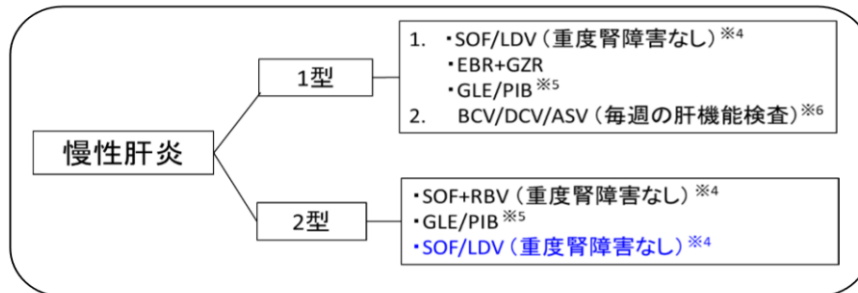 慢性肝炎
1型
1. ・SOF/LDV（重度腎障害なし）※4
・EBR+GZR
・GLE/PIB※5
2. BCV/DCV/ASV（毎週の肝機能検査）※6
2型
・SOF+RBV（重度腎障害なし）※4
・GLE/PIB※5
・SOF/LDV（重度腎障害なし）※4